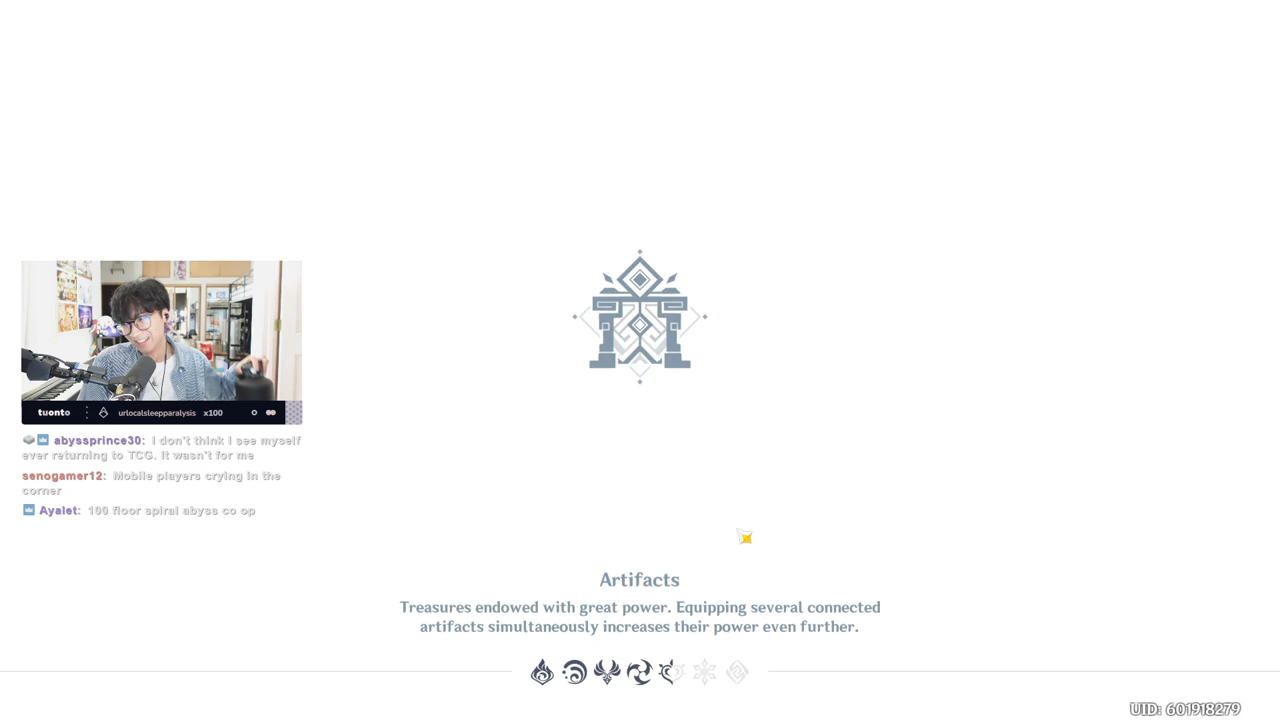 tuonto
urlocalsleepparalysis x100
abyssprince30: I don't think I see myself
ever returning to TCG. It wasn't for me
senogamer12: Mobile players crying in the
corner
Ayalet: 100 floor spiral abyss co op
Artifacts
Treasures endowed with great power. Equipping several connected
artifacts simultaneously increases their power even further.
UID: 601918279